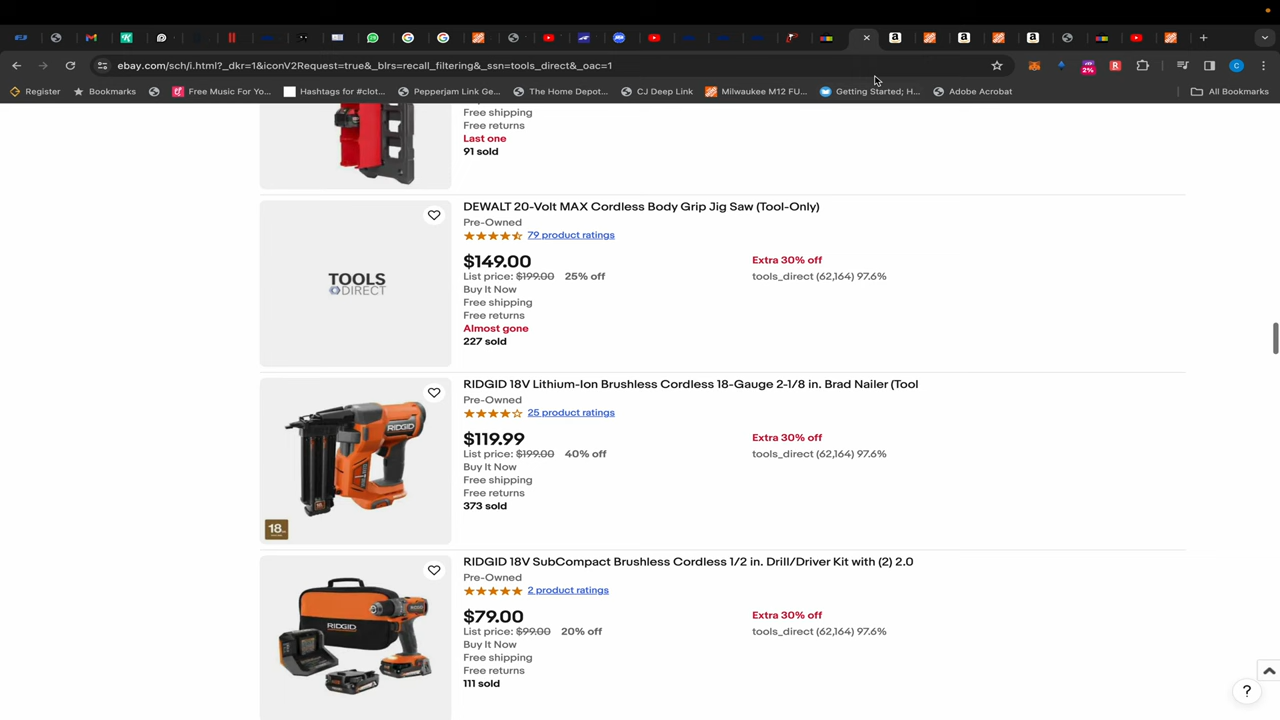 ebay.com/sch/i.html?_dkr=1&iconV2Request=true&_blrs=recall_filtering&_ssn=tools_direct&_oac=1
2%
C
Register
Bookmarks
Free Music For Yo...
Hashtags for #clot...
Pepperjam Link Ge...
The Home Depot...
CJ Deep Link
Milwaukee M12 FU...
Getting Started; H...
Adobe Acrobat
All Bookmarks
Free shipping
Free returns
Last one
91 sold
TOOLS
DIRECT
DEWALT 20-Volt MAX Cordless Body Grip Jig Saw (Tool-Only)
Pre-Owned
79 product ratings
$149.00
List price: $199.00 25% off
Buy It Now
Free shipping
Free returns
Almost gone
227 sold
Extra 30% off
tools_direct (62,164) 97.6%
RIDGID
18
RIDGID 18V Lithium-Ion Brushless Cordless 18-Gauge 2-1/8 in. Brad Nailer (Tool
Pre-Owned
25 product ratings
$119.99
List price: $199.00 40% off
Buy It Now
Free shipping
Free returns
373 sold
Extra 30% off
tools_direct (62,164) 97.6%
RIDGID
RIDGID 18V SubCompact Brushless Cordless 1/2 in. Drill/Driver Kit with (2) 2.0
Pre-Owned
2 product ratings
$79.00
List price: $99.00 20% off
Buy It Now
Free shipping
Free returns
111 sold
Extra 30% off
tools_direct (62,164) 97.6%
?